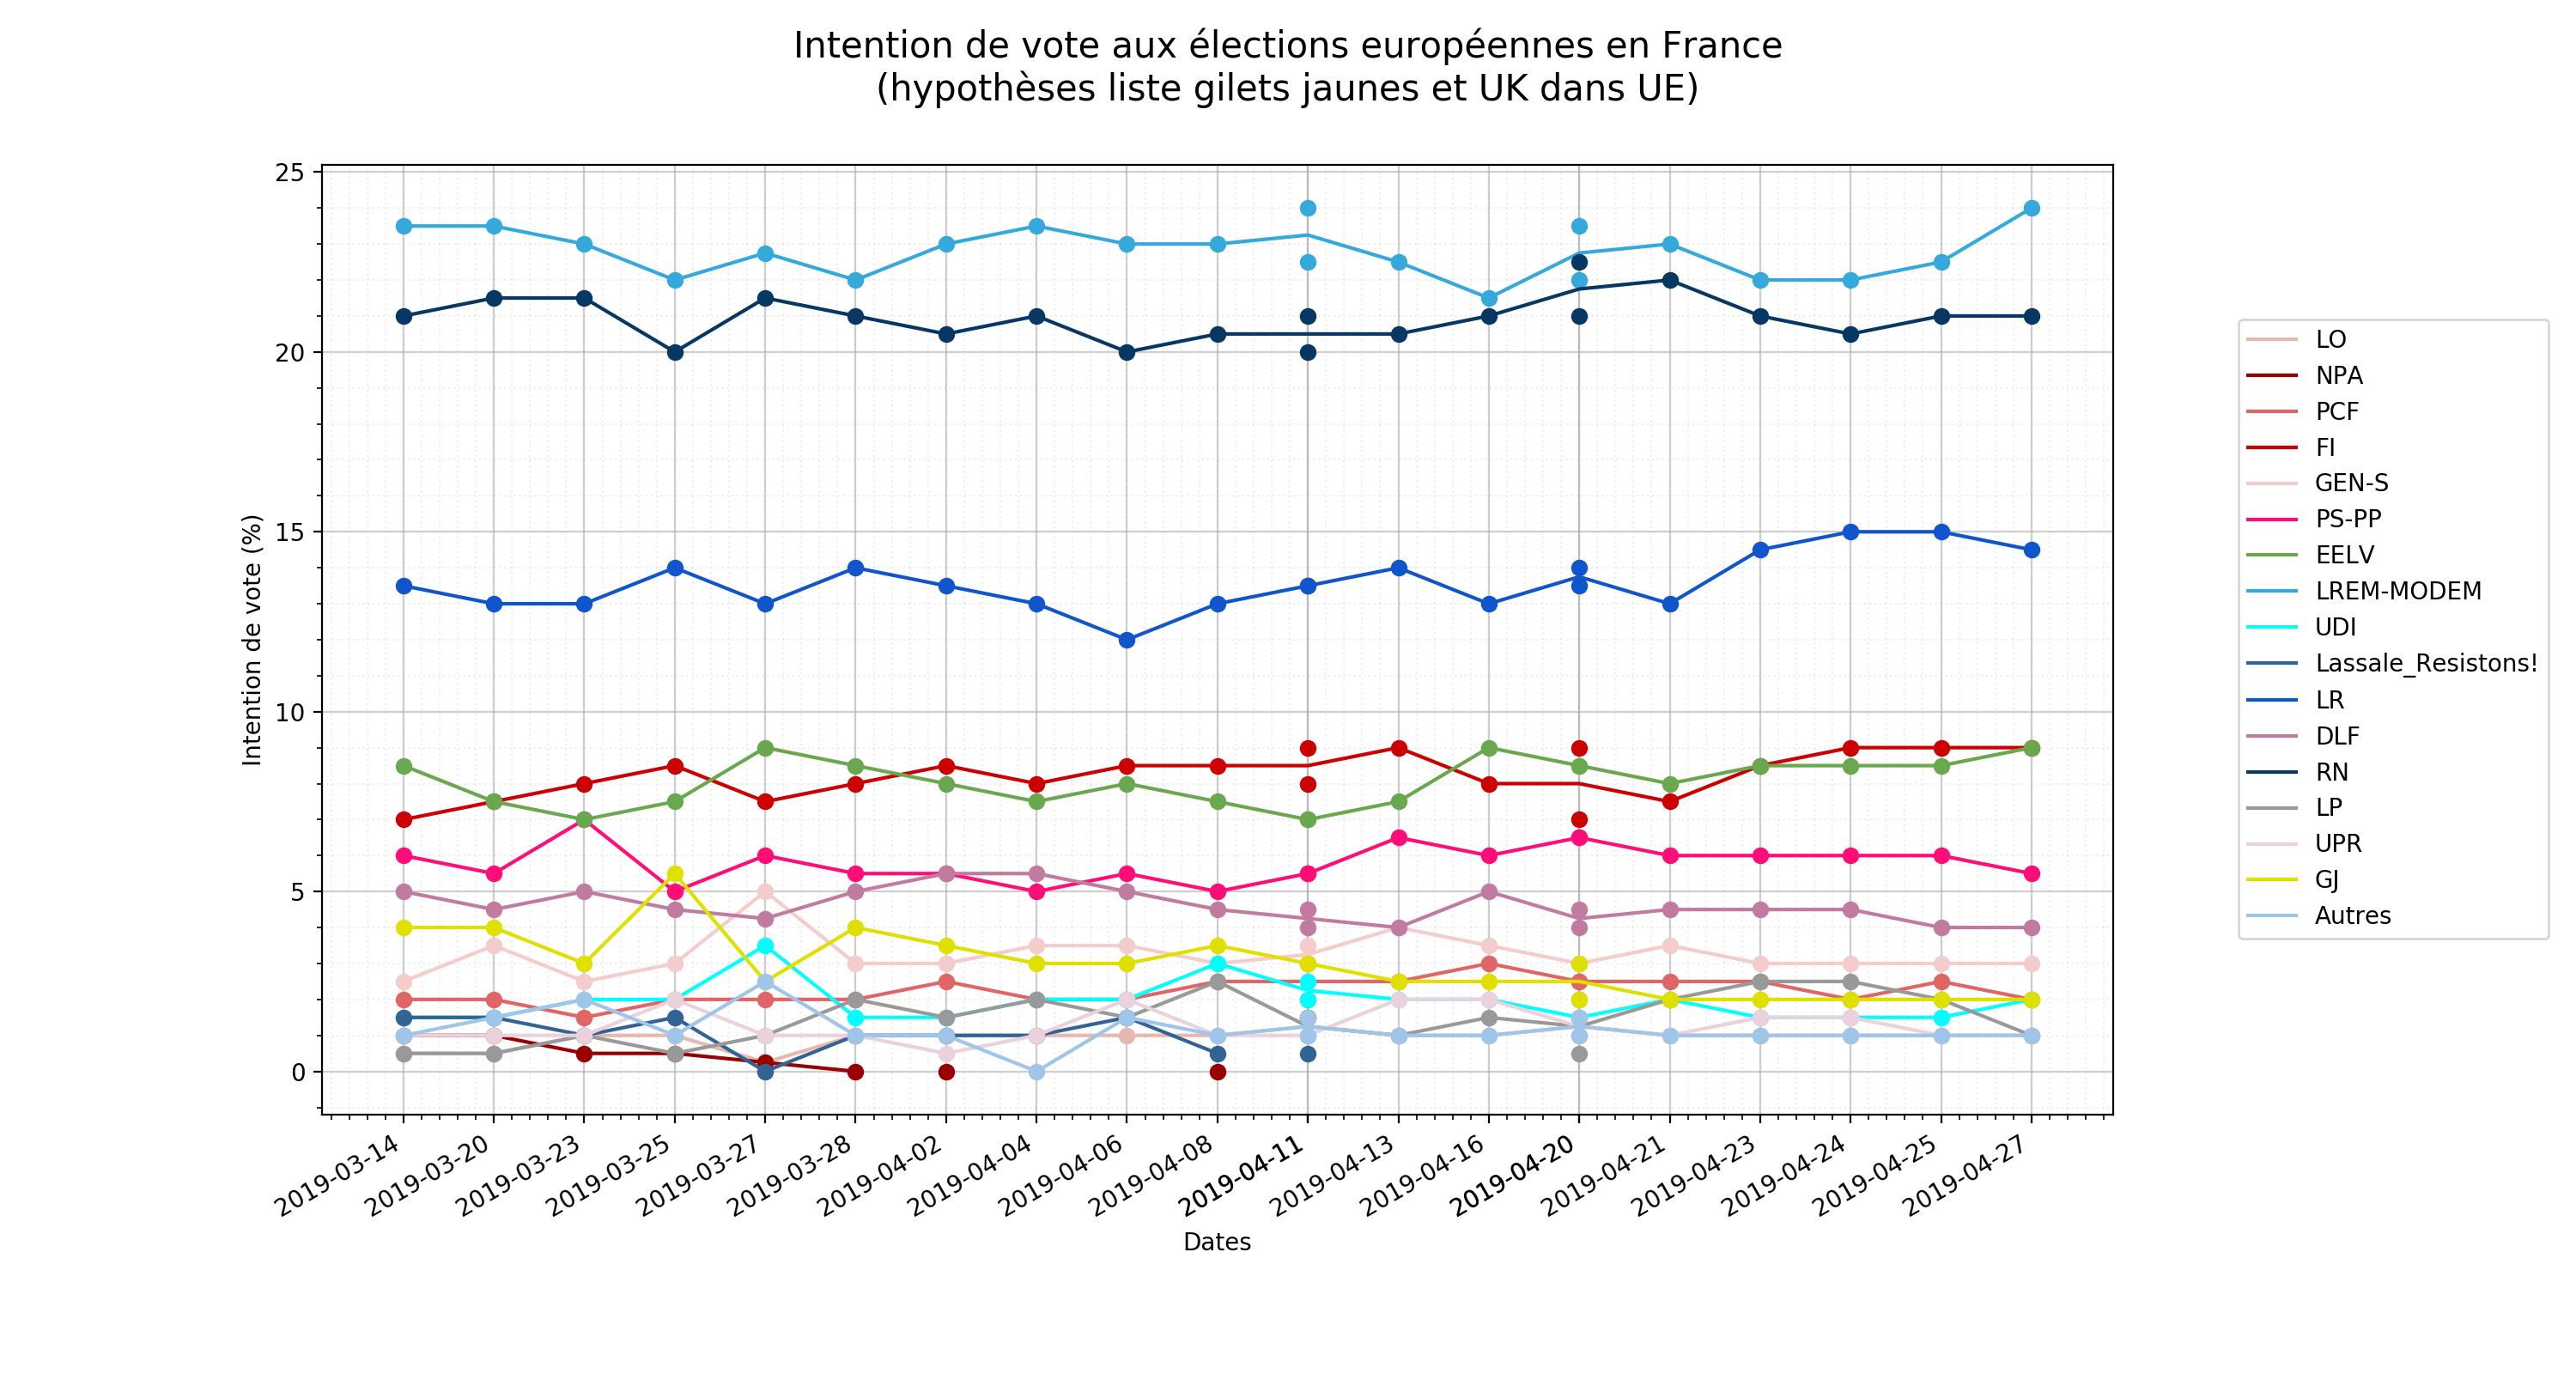 Intention de vote aux élections européennes en France
(hypothèses liste gilets jaunes et UK dans UE)
25
20
15
10
5
0
Intention de vote (%)
2019-03-14
2019-03-20
2019-03-23
2019-03-25
2019-03-27
2019-03-28
2019-04-02
2019-04-04
2019-04-06
2019-04-08
2019-04-11
2019-04-13
2019-04-16
2019-04-20
2019-04-21
2019-04-23
2019-04-24
2019-04-25
2019-04-27
Dates
LO
NPA
PCF
FI
GEN-S
PS-PP
EELV
LREM-MODEM
UDI
Lassale_Resistons!
LR
DLF
RN
LP
UPR
GJ
Autres